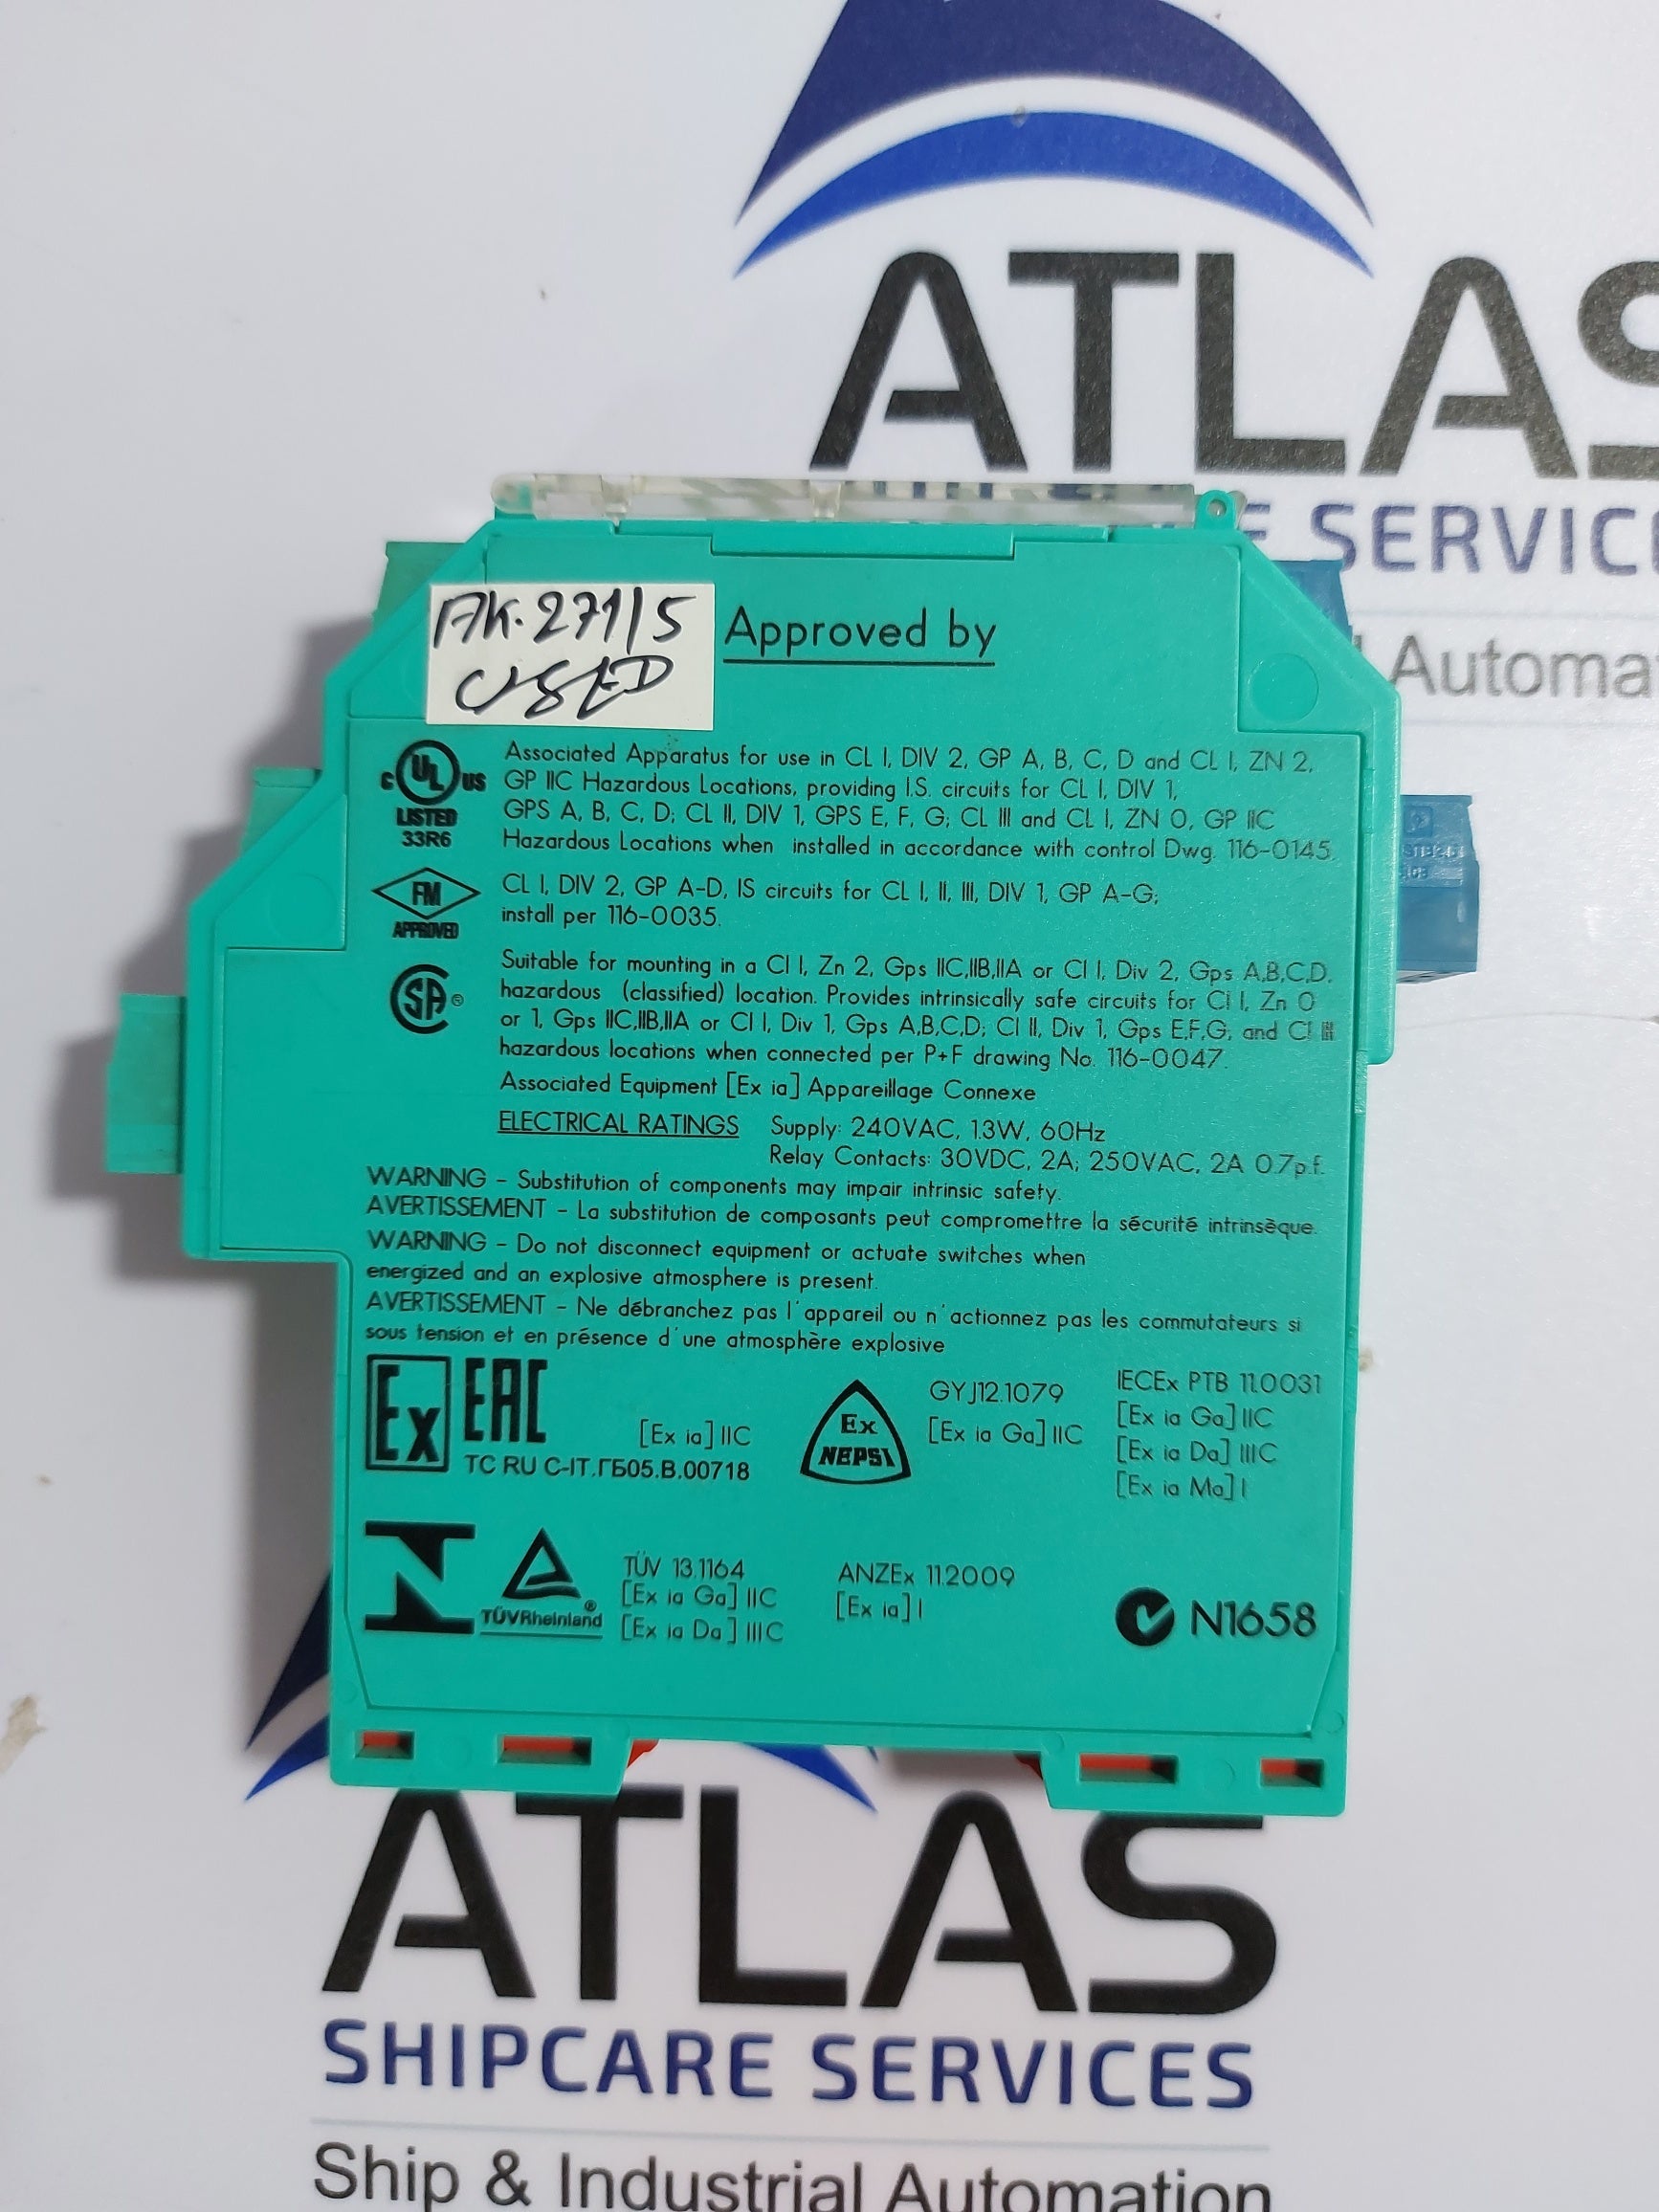 ATLAS
E SERVIC
l Automa
AK.271/5
USED
Approved by
C UL US
LISTED
33R6
Associated Apparatus for use in CL I, DIV 2, GP A, B, C, D and CL I, ZN 2,
GP IIC Hazardous Locations, providing I.S. circuits for CL I, DIV 1,
GPS A, B, C, D; CL II, DIV 1, GPS E, F, G; CL III and CL I, ZN 0, GP IIC
Hazardous Locations when installed in accordance with control Dwg. 116-0145.
FM
APPROVED
CL I, DIV 2, GP A-D, IS circuits for CL I, II, III, DIV 1, GP A-G;
install per 116-0035.
SA®
Suitable for mounting in a Cl I, Zn 2, Gps IIC,IIB,IIA or Cl I, Div 2, Gps A,B,C,D,
hazardous (classified) location. Provides intrinsically safe circuits for Cl I, Zn 0
or 1, Gps IIC,IIB,IIA or Cl I, Div 1, Gps A,B,C,D; Cl II, Div 1, Gps E,F,G; and Cl III
hazardous locations when connected per P+F drawing No. 116-0047.
Associated Equipment [Ex ia] Appareillage Connexe
ELECTRICAL RATINGS Supply: 240VAC, 1.3W, 60Hz
Relay Contacts: 30VDC, 2A; 250VAC, 2A 0.7p.f.
WARNING - Substitution of components may impair intrinsic safety.
AVERTISSEMENT - La substitution de composants peut compromettre la sécurité intrinsèque.
WARNING - Do not disconnect equipment or actuate switches when
energized and an explosive atmosphere is present.
AVERTISSEMENT - Ne débranchez pas l'appareil ou n'actionnez pas les commutateurs si
sous tension et en présence d'une atmosphère explosive
Ex EAC
[Ex ia] IIC
TC RU C-IT.ГБ05.В.00718
Ex
NEPSI
GYJ12.1079
[Ex ia Ga] IIC
IECEx PTB 11.0031
[Ex ia Ga] IIC
[Ex ia Da] IIIC
[Ex ia Ma] I
TÜVRheinland®
TÜV 13.1164
[Ex ia Ga] IIC
[Ex ia Da] IIIC
ANZEx 11.2009
[Ex ia] I
N1658
ATLAS
SHIPCARE SERVICES
Ship & Industrial Automation